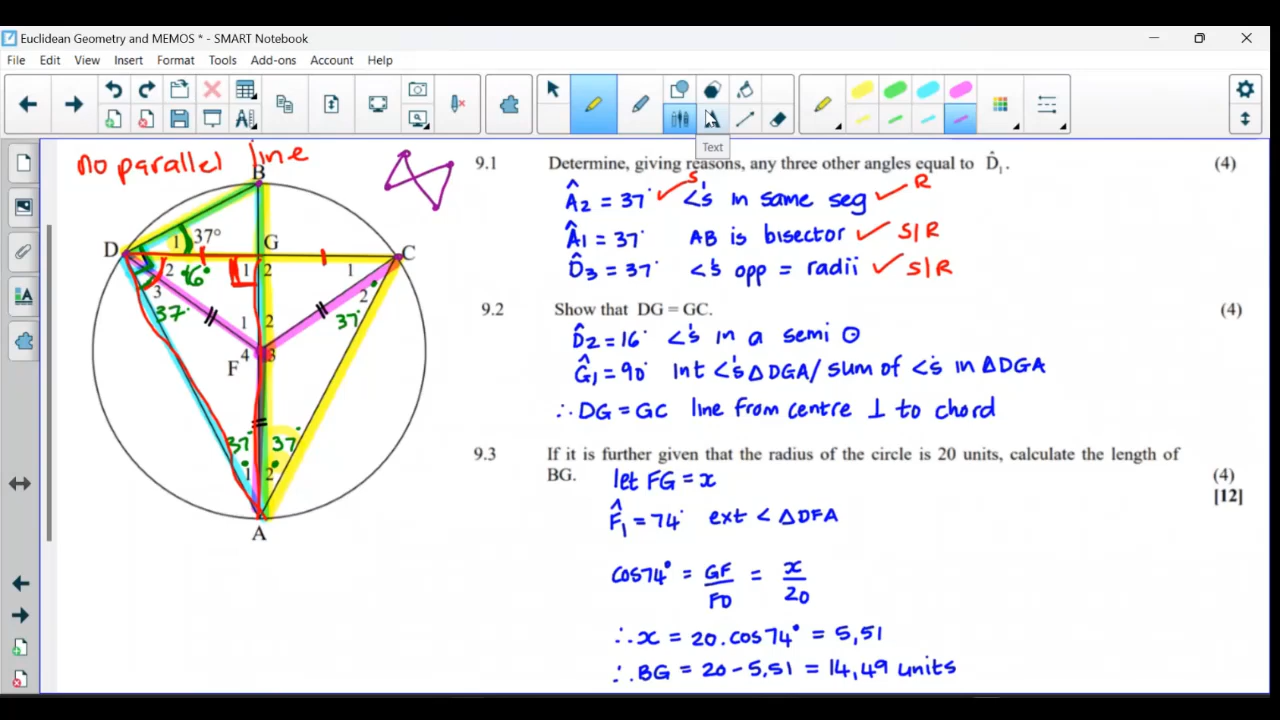 Euclidean Geometry and MEMOS * - SMART Notebook
File Edit View Insert Format Tools Add-ons Account Help
Text
no parallel line
B
D
1 37°
G
C
2 16° 1 2 1
3
37° 2
37°
1 2
4 3
F
37° 37°
1 2
A
9.1 Determine, giving reasons, any three other angles equal to D̂₁. (4)
Â2 = 37° S <'s in same seg R
Â1 = 37° AB is bisector S/R
D̂3 = 37° <'s opp = radii S/R
9.2 Show that DG = GC. (4)
D̂2 = 16° <'s in a semi ⊙
Ĝ1 = 90° Int <'s ΔDGA/ sum of <'s in ΔDGA
∴ DG = GC line from centre ⊥ to chord
9.3 If it is further given that the radius of the circle is 20 units, calculate the length of
BG. (4)
let FG = x
[12]
F̂1 = 74° ext < ΔDFA
cos74° = GF/FD = x/20
∴ x = 20.cos74° = 5,51
∴ BG = 20 - 5,51 = 14,49 units